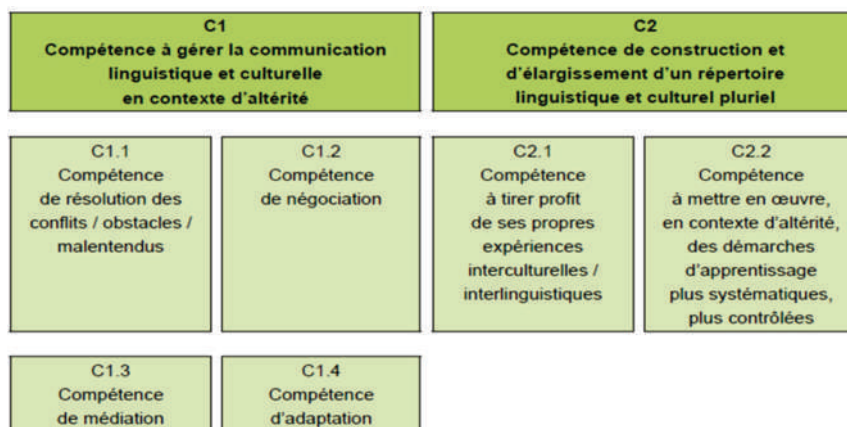 C1
Compétence à gérer la communication
linguistique et culturelle
en contexte d'altérité
C2
Compétence de construction et
d'élargissement d'un répertoire
linguistique et culturel pluriel
C1.1
Compétence
de résolution des
conflits / obstacles /
malentendus
C1.2
Compétence
de négociation
C2.1
Compétence
à tirer profit
de ses propres
expériences
interculturelles /
interlinguistiques
C2.2
Compétence
à mettre en œuvre,
en contexte d'altérité,
des démarches
d'apprentissage
plus systématiques,
plus contrôlées
C1.3
Compétence
de médiation
C1.4
Compétence
d'adaptation